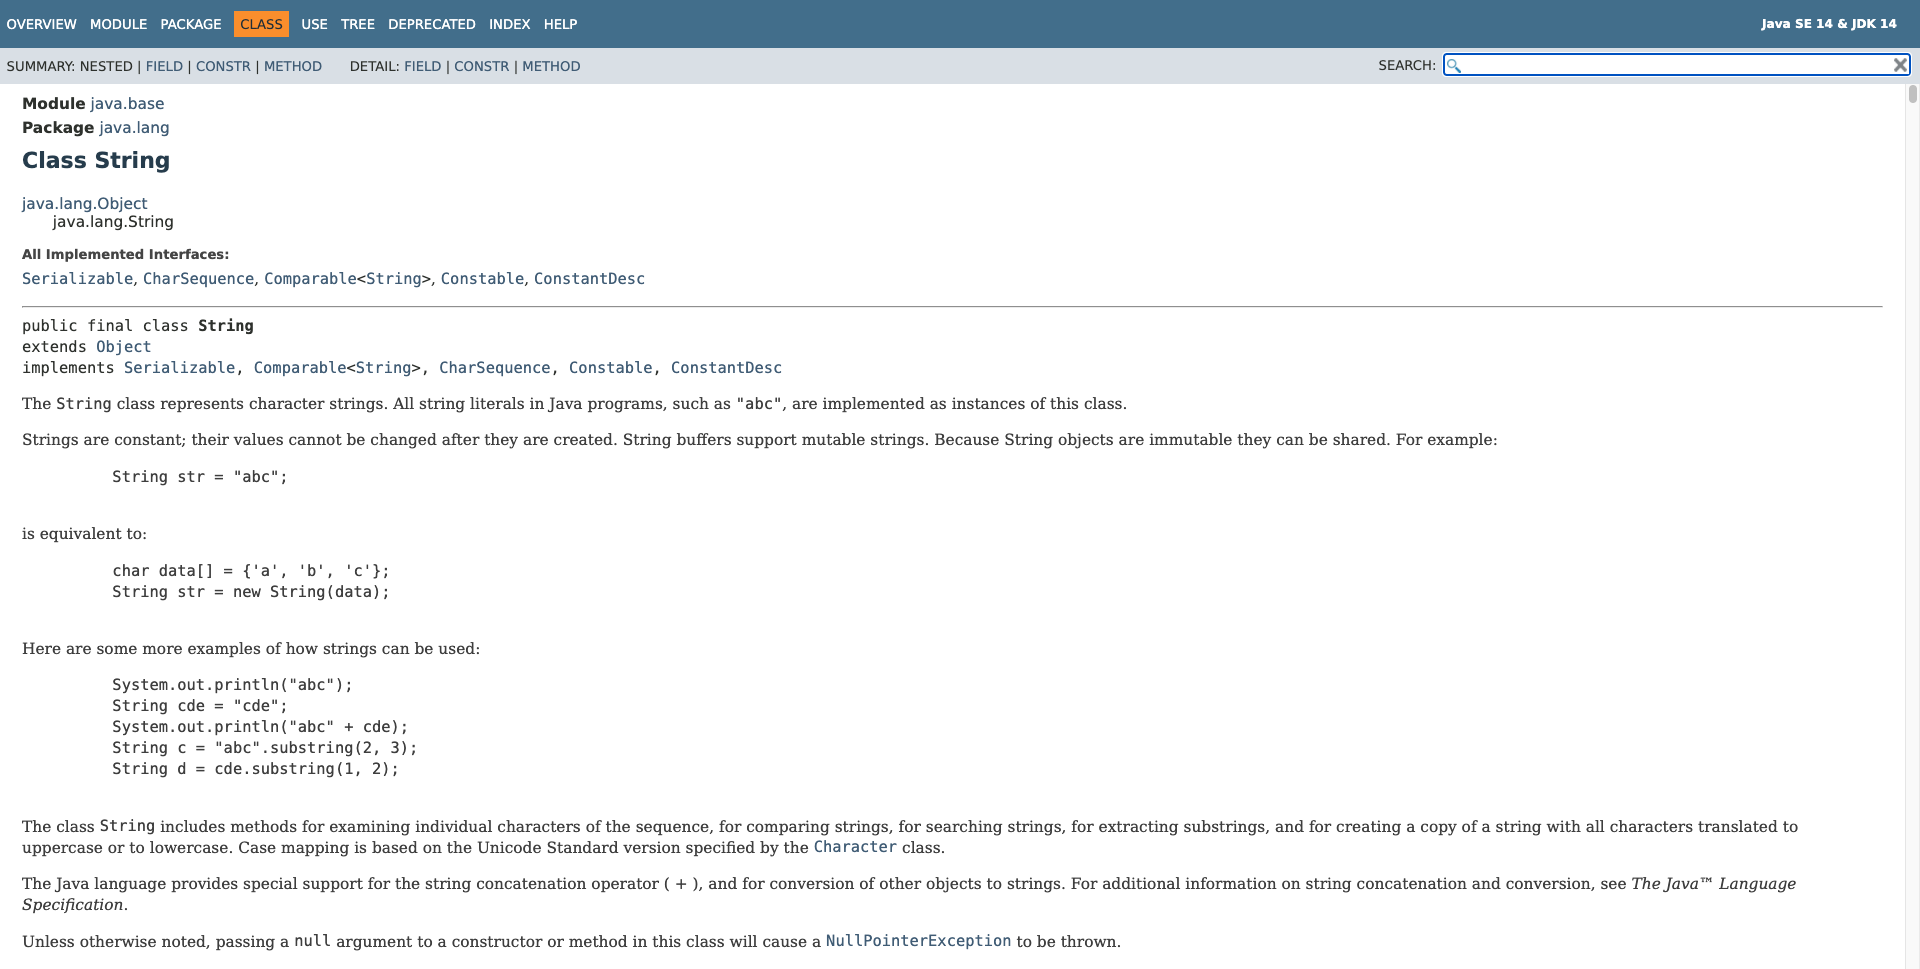 OVERVIEW MODULE PACKAGE CLASS USE TREE DEPRECATED INDEX HELP
Java SE 14 & JDK 14
SUMMARY: NESTED | FIELD | CONSTR | METHOD DETAIL: FIELD | CONSTR | METHOD
SEARCH:
Module java.base
Package java.lang
Class String
java.lang.Object
java.lang.String
All Implemented Interfaces:
Serializable, CharSequence, Comparable<String>, Constable, ConstantDesc
public final class String
extends Object
implements Serializable, Comparable<String>, CharSequence, Constable, ConstantDesc
The String class represents character strings. All string literals in Java programs, such as "abc", are implemented as instances of this class.
Strings are constant; their values cannot be changed after they are created. String buffers support mutable strings. Because String objects are immutable they can be shared. For example:
String str = "abc";
is equivalent to:
char data[] = {'a', 'b', 'c'};
String str = new String(data);
Here are some more examples of how strings can be used:
System.out.println("abc");
String cde = "cde";
System.out.println("abc" + cde);
String c = "abc".substring(2, 3);
String d = cde.substring(1, 2);
The class String includes methods for examining individual characters of the sequence, for comparing strings, for searching strings, for extracting substrings, and for creating a copy of a string with all characters translated to
uppercase or to lowercase. Case mapping is based on the Unicode Standard version specified by the Character class.
The Java language provides special support for the string concatenation operator ( + ), and for conversion of other objects to strings. For additional information on string concatenation and conversion, see The Java™ Language
Specification.
Unless otherwise noted, passing a null argument to a constructor or method in this class will cause a NullPointerException to be thrown.